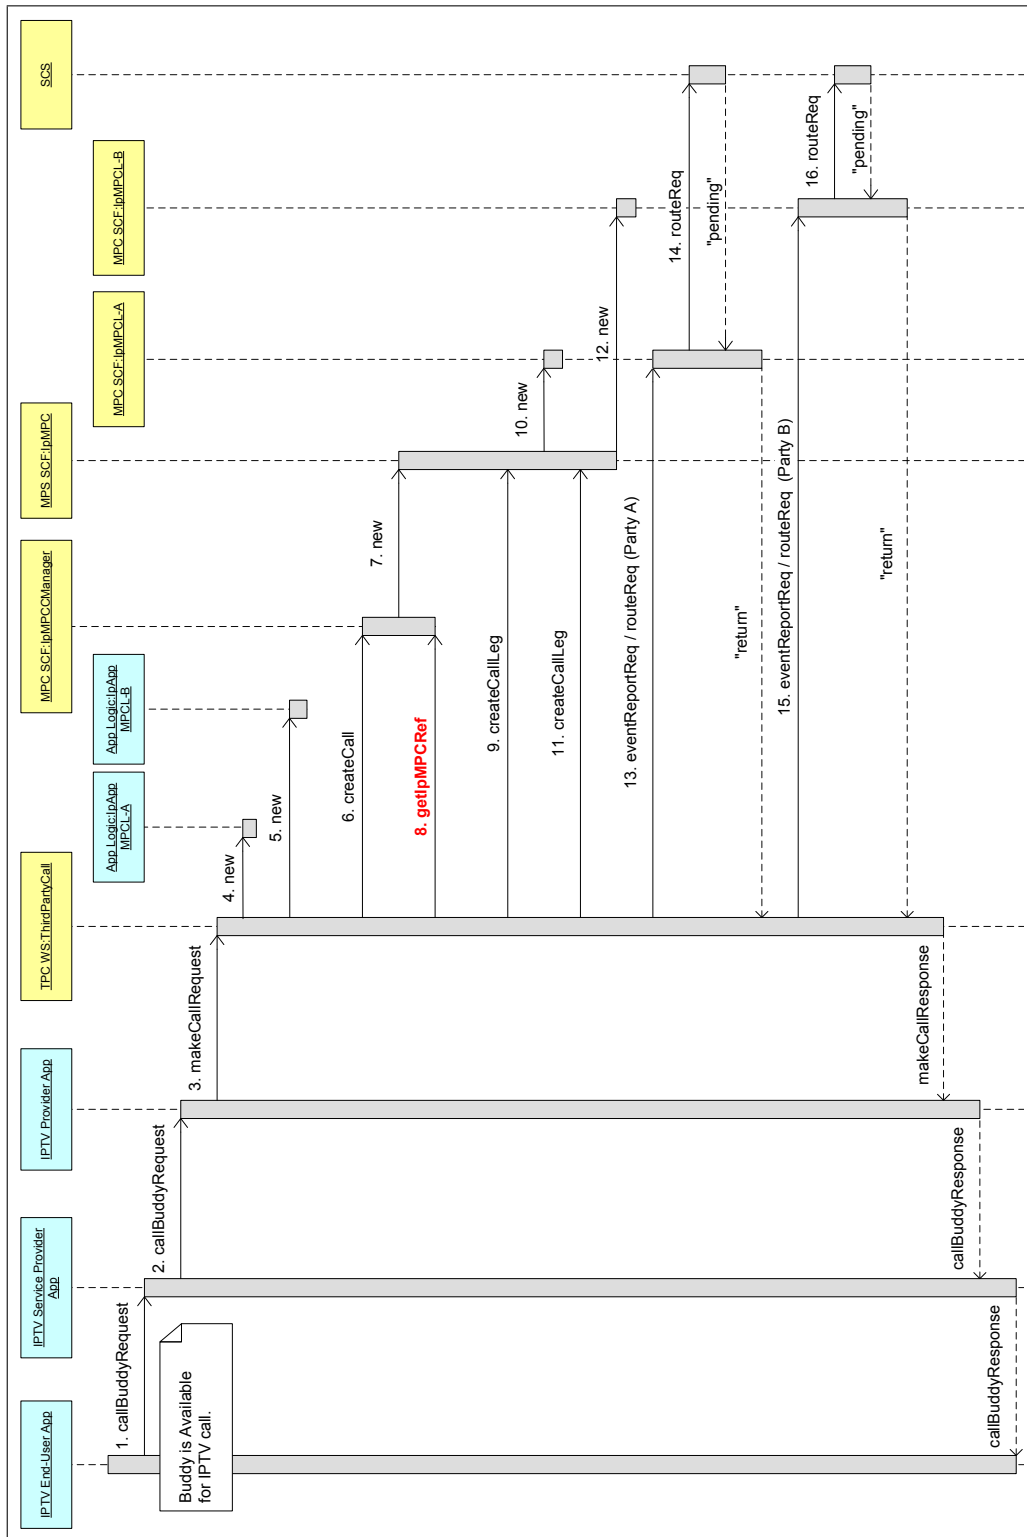 IPTV End-User App
IPTV Service Provider
App
IPTV Provider App
TPC WS:ThirdPartyCall
App Logic:IpApp
MPCL-A
App Logic:IpApp
MPCL-B
MPC SCF:IpMPCCManager
MPS SCF:IpMPC
MPC SCF:IpMPCL-A
MPC SCF:IpMPCL-B
SCS
1. callBuddyRequest
Buddy is Available
for IPTV call.
2. callBuddyRequest
3. makeCallRequest
4. new
5. new
6. createCall
7. new
8. getIpMPCRef
9. createCallLeg
10. new
11. createCallLeg
12. new
13. eventReportReq / routeReq (Party A)
14. routeReq
"pending"
"return"
15. eventReportReq / routeReq (Party B)
16. routeReq
"pending"
"return"
makeCallResponse
callBuddyResponse
callBuddyResponse